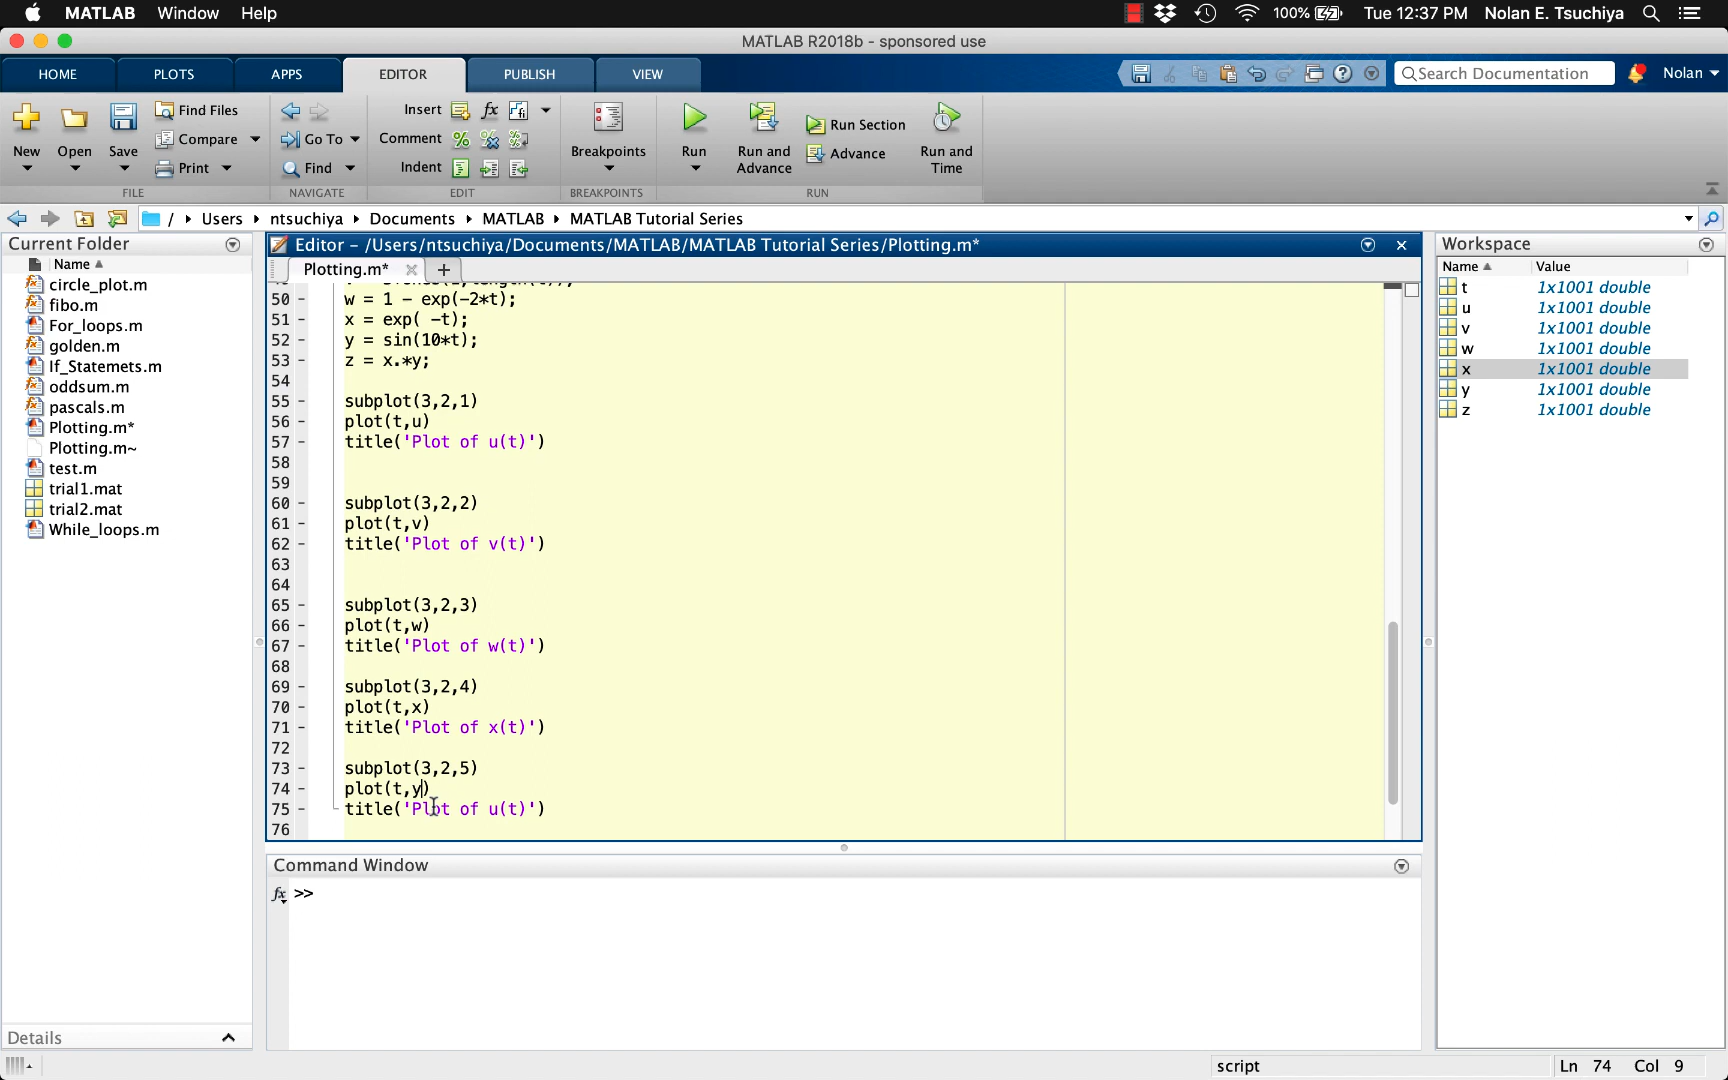 MATLAB Window Help 100% Tue 12:37 PM Nolan E. Tsuchiya
MATLAB R2018b - sponsored use
HOME PLOTS APPS EDITOR PUBLISH VIEW Search Documentation Nolan
New Open Save Find Files Compare Print
FILE
Go To Find
NAVIGATE
Insert fx fi
Comment
Indent
EDIT
Breakpoints
BREAKPOINTS
Run Run and Advance Run Section Advance Run and Time
RUN
/ Users ntsuchiya Documents MATLAB MATLAB Tutorial Series
Current Folder
Name
circle_plot.m
fibo.m
For_loops.m
golden.m
If_Statemets.m
oddsum.m
pascals.m
Plotting.m*
Plotting.m~
test.m
trial1.mat
trial2.mat
While_loops.m
Details
Editor - /Users/ntsuchiya/Documents/MATLAB/MATLAB Tutorial Series/Plotting.m*
Plotting.m* +
50 - w = 1 - exp(-2*t);
51 - x = exp( -t);
52 - y = sin(10*t);
53 - z = x.*y;
54
55 - subplot(3,2,1)
56 - plot(t,u)
57 - title('Plot of u(t)')
58
59
60 - subplot(3,2,2)
61 - plot(t,v)
62 - title('Plot of v(t)')
63
64
65 - subplot(3,2,3)
66 - plot(t,w)
67 - title('Plot of w(t)')
68
69 - subplot(3,2,4)
70 - plot(t,x)
71 - title('Plot of x(t)')
72
73 - subplot(3,2,5)
74 - plot(t,y)
75 - title('Plot of u(t)')
76
Command Window
fx >>
Workspace
Name Value
t 1x1001 double
u 1x1001 double
v 1x1001 double
w 1x1001 double
x 1x1001 double
y 1x1001 double
z 1x1001 double
script Ln 74 Col 9